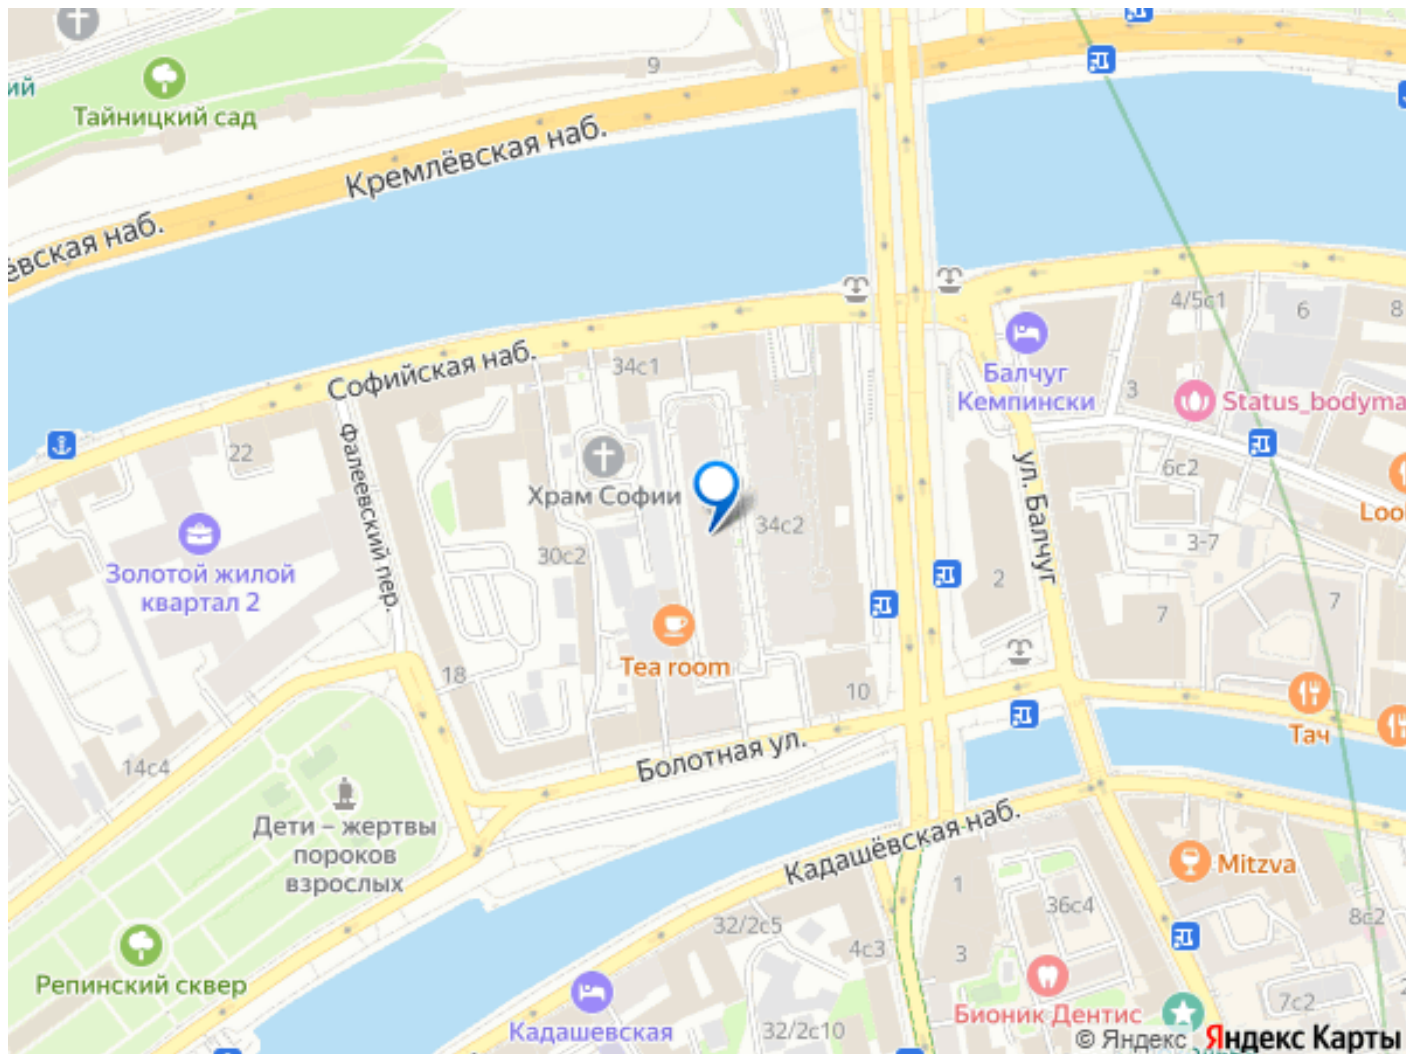 9
ий
Тайницкий сад
Кремлёвская наб.
ёвская наб.
4/5с1
6
8
34с1
Софийская наб.
Балчуг
Кемпински
3
Status_bodyma
22
Фалеевский пер.
Храм Софии
ул. Балчуг
6с2
Loo
34с2
3-7
Золотой жилой
квартал 2
30с2
2
7
7
Tea room
18
10
Тач
14с4
Болотная ул.
Дети – жертвы
пороков
взрослых
Кадашёвская наб.
Mitzva
1
36с4
32/2с5
8с2
4с3
3
Репинский сквер
Бионик Дентис
7с2
Кадашевская
32/2с10
© Яндекс Яндекс Карты